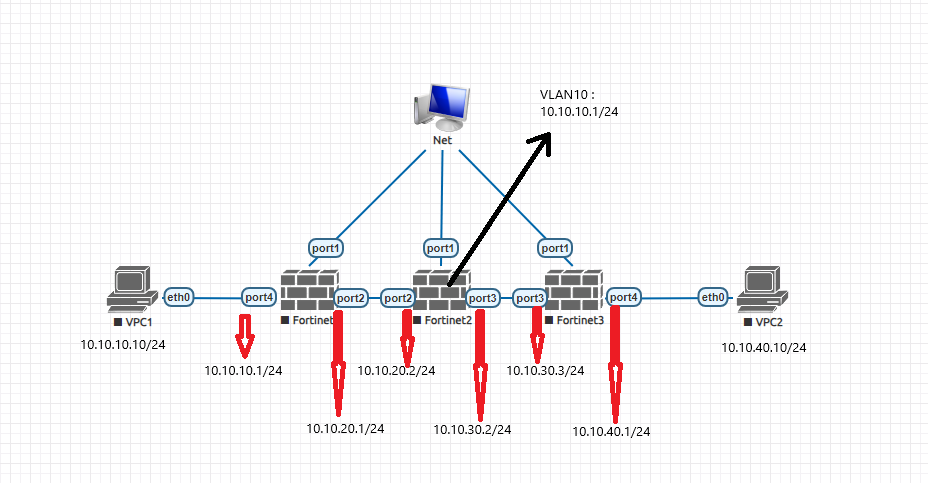 VLAN10 :
10.10.10.1/24
Net
port1
port1
port1
eth0
port4
port2
port2
port3
port3
port4
eth0
VPC1
Fortinet
Fortinet2
Fortinet3
VPC2
10.10.10.10/24
10.10.40.10/24
10.10.10.1/24
10.10.20.2/24
10.10.30.3/24
10.10.20.1/24
10.10.30.2/24
10.10.40.1/24